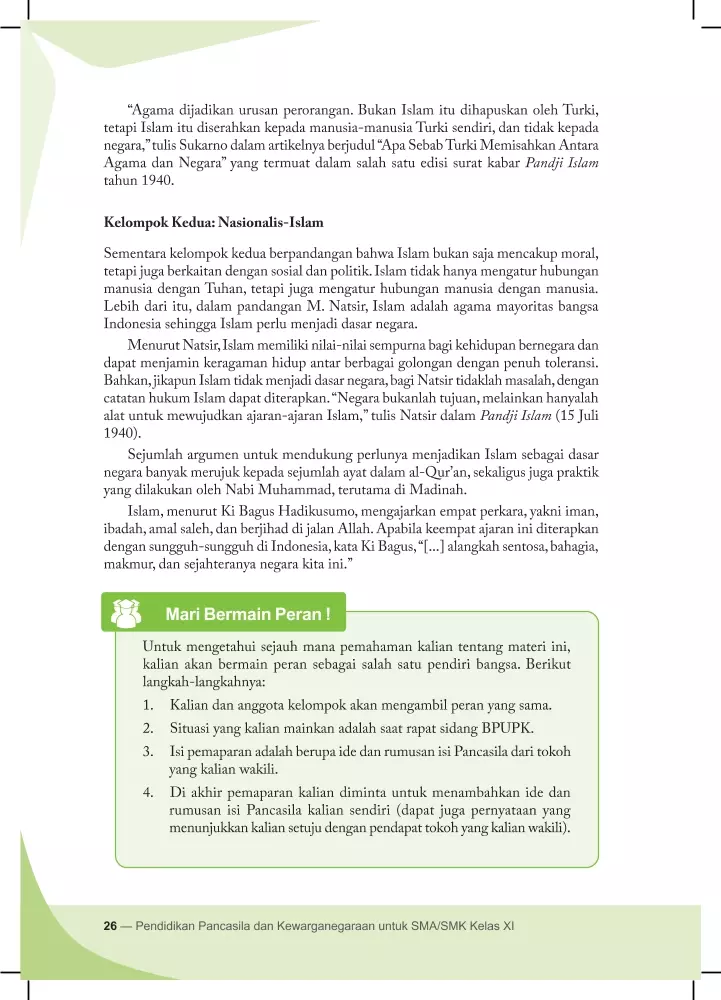 “Agama dijadikan urusan perorangan. Bukan Islam itu dihapuskan oleh Turki,
tetapi Islam itu diserahkan kepada manusia-manusia Turki sendiri, dan tidak kepada
negara,” tulis Sukarno dalam artikelnya berjudul “Apa Sebab Turki Memisahkan Antara
Agama dan Negara” yang termuat dalam salah satu edisi surat kabar Pandji Islam
tahun 1940.
Kelompok Kedua: Nasionalis-Islam
Sementara kelompok kedua berpandangan bahwa Islam bukan saja mencakup moral,
tetapi juga berkaitan dengan sosial dan politik. Islam tidak hanya mengatur hubungan
manusia dengan Tuhan, tetapi juga mengatur hubungan manusia dengan manusia.
Lebih dari itu, dalam pandangan M. Natsir, Islam adalah agama mayoritas bangsa
Indonesia sehingga Islam perlu menjadi dasar negara.
Menurut Natsir, Islam memiliki nilai-nilai sempurna bagi kehidupan bernegara dan
dapat menjamin keragaman hidup antar berbagai golongan dengan penuh toleransi.
Bahkan, jikapun Islam tidak menjadi dasar negara, bagi Natsir tidaklah masalah, dengan
catatan hukum Islam dapat diterapkan. “Negara bukanlah tujuan, melainkan hanyalah
alat untuk mewujudkan ajaran-ajaran Islam,” tulis Natsir dalam Pandji Islam (15 Juli
1940).
Sejumlah argumen untuk mendukung perlunya menjadikan Islam sebagai dasar
negara banyak merujuk kepada sejumlah ayat dalam al-Qur’an, sekaligus juga praktik
yang dilakukan oleh Nabi Muhammad, terutama di Madinah.
Islam, menurut Ki Bagus Hadikusumo, mengajarkan empat perkara, yakni iman,
ibadah, amal saleh, dan berjihad di jalan Allah. Apabila keempat ajaran ini diterapkan
dengan sungguh-sungguh di Indonesia, kata Ki Bagus, “[...] alangkah sentosa, bahagia,
makmur, dan sejahteranya negara kita ini.”
Mari Bermain Peran !
Untuk mengetahui sejauh mana pemahaman kalian tentang materi ini,
kalian akan bermain peran sebagai salah satu pendiri bangsa. Berikut
langkah-langkahnya:
1. Kalian dan anggota kelompok akan mengambil peran yang sama.
2. Situasi yang kalian mainkan adalah saat rapat sidang BPUPK.
3. Isi pemaparan adalah berupa ide dan rumusan isi Pancasila dari tokoh
yang kalian wakili.
4. Di akhir pemaparan kalian diminta untuk menambahkan ide dan
rumusan isi Pancasila kalian sendiri (dapat juga pernyataan yang
menunjukkan kalian setuju dengan pendapat tokoh yang kalian wakili).
26 — Pendidikan Pancasila dan Kewarganegaraan untuk SMA/SMK Kelas XI